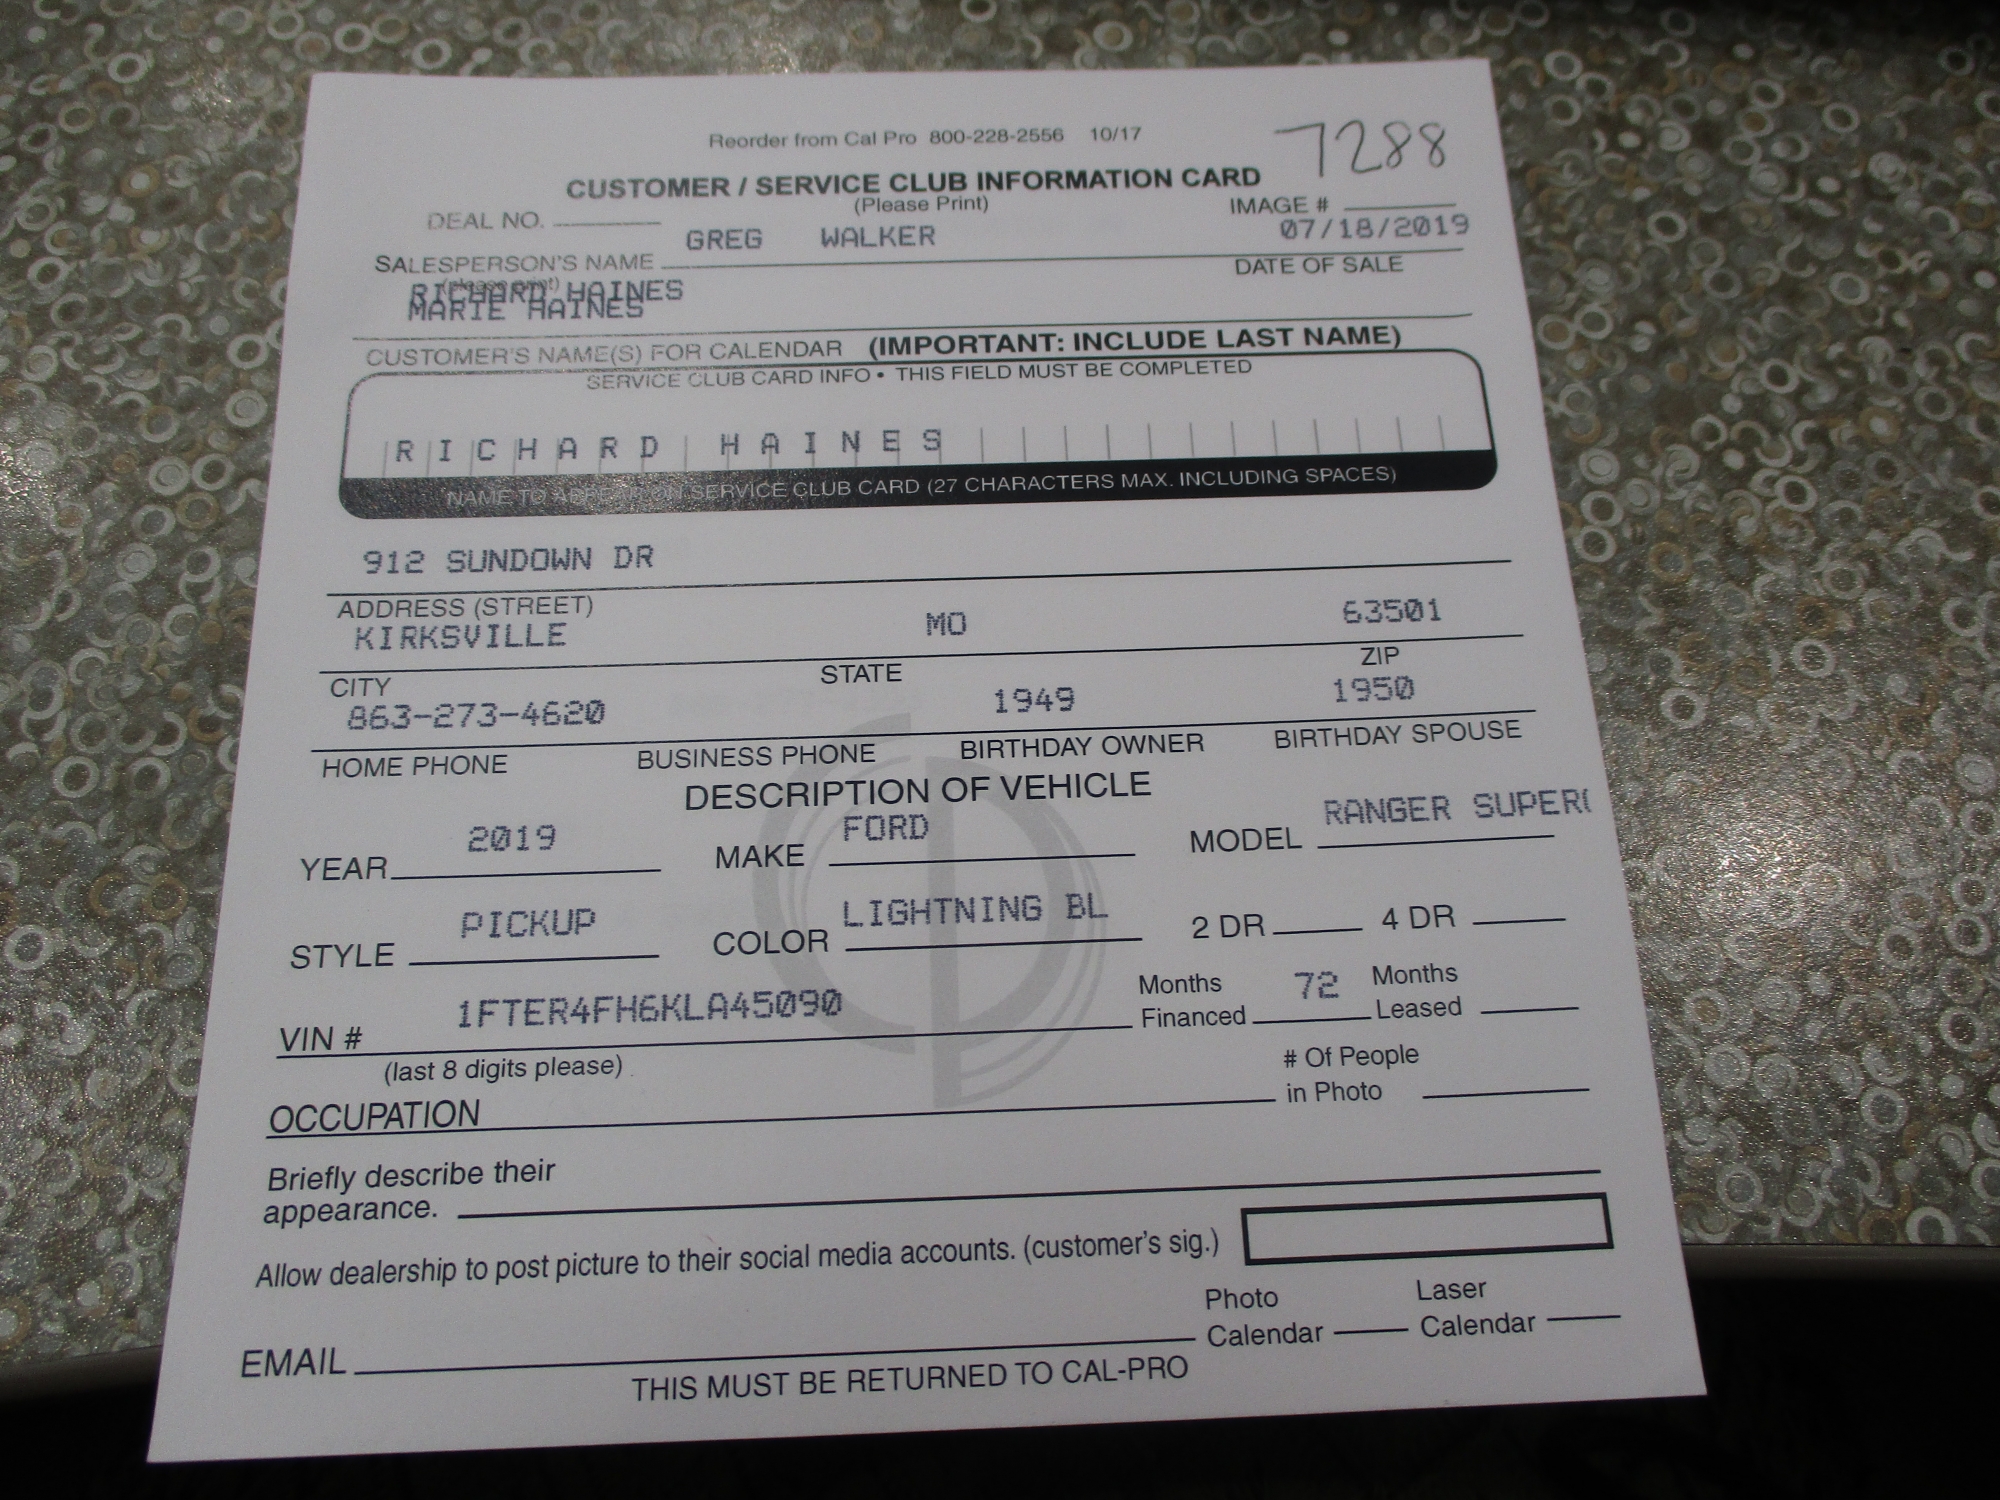 Reorder from Cal Pro 800-228-2556 10/17
7288
CUSTOMER / SERVICE CLUB INFORMATION CARD
(Please Print)
DEAL NO.
IMAGE #
GREG WALKER
07/18/2019
SALESPERSON'S NAME
DATE OF SALE
(please print)
RICHARD HAINES
MARIE HAINES
CUSTOMER'S NAME(S) FOR CALENDAR (IMPORTANT: INCLUDE LAST NAME)
SERVICE CLUB CARD INFO • THIS FIELD MUST BE COMPLETED
RICHARD HAINES
NAME TO APPEAR ON SERVICE CLUB CARD (27 CHARACTERS MAX. INCLUDING SPACES)
912 SUNDOWN DR
ADDRESS (STREET)
KIRKSVILLE MO 63501
CITY STATE ZIP
863-273-4620 1949 1950
HOME PHONE BUSINESS PHONE BIRTHDAY OWNER BIRTHDAY SPOUSE
DESCRIPTION OF VEHICLE
YEAR 2019 MAKE FORD MODEL RANGER SUPERC
STYLE PICKUP COLOR LIGHTNING BL 2 DR 4 DR
VIN # 1FTER4FH6KLA45090 Months Financed 72 Months Leased
(last 8 digits please)
# Of People in Photo
OCCUPATION
Briefly describe their
appearance.
Allow dealership to post picture to their social media accounts. (customer's sig.)
Photo Calendar Laser Calendar
EMAIL
THIS MUST BE RETURNED TO CAL-PRO